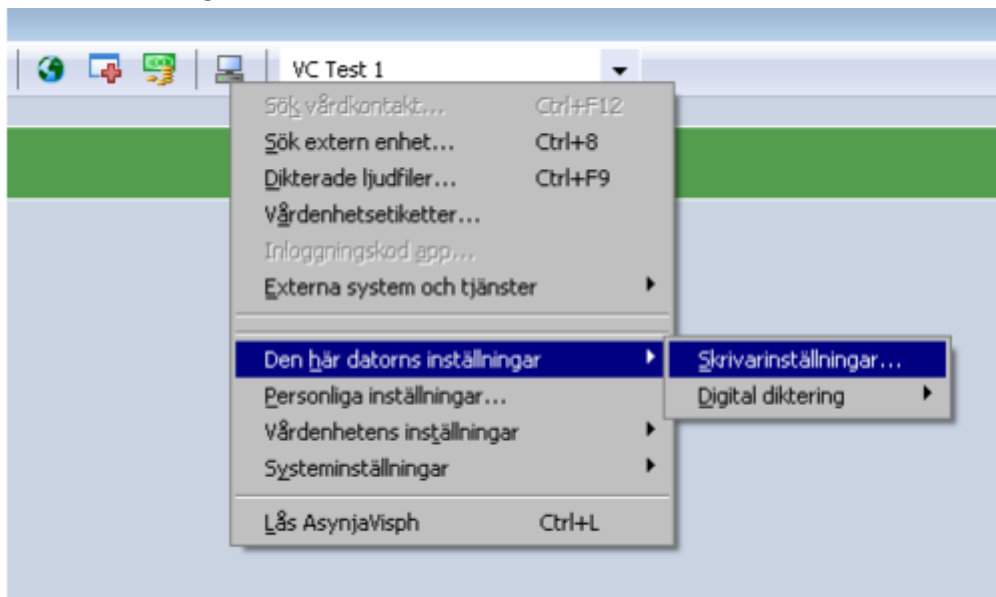 VC Test 1
Sök vårdkontakt... Ctrl+F12
Sök extern enhet... Ctrl+8
Dikterade ljudfiler... Ctrl+F9
Vårdenhetsetiketter...
Inloggningskod app...
Externa system och tjänster
Den här datorns inställningar
Skrivarinställningar...
Personliga inställningar...
Digital diktering
Vårdenhetens inställningar
Systeminställningar
Lås AsynjaVisph Ctrl+L